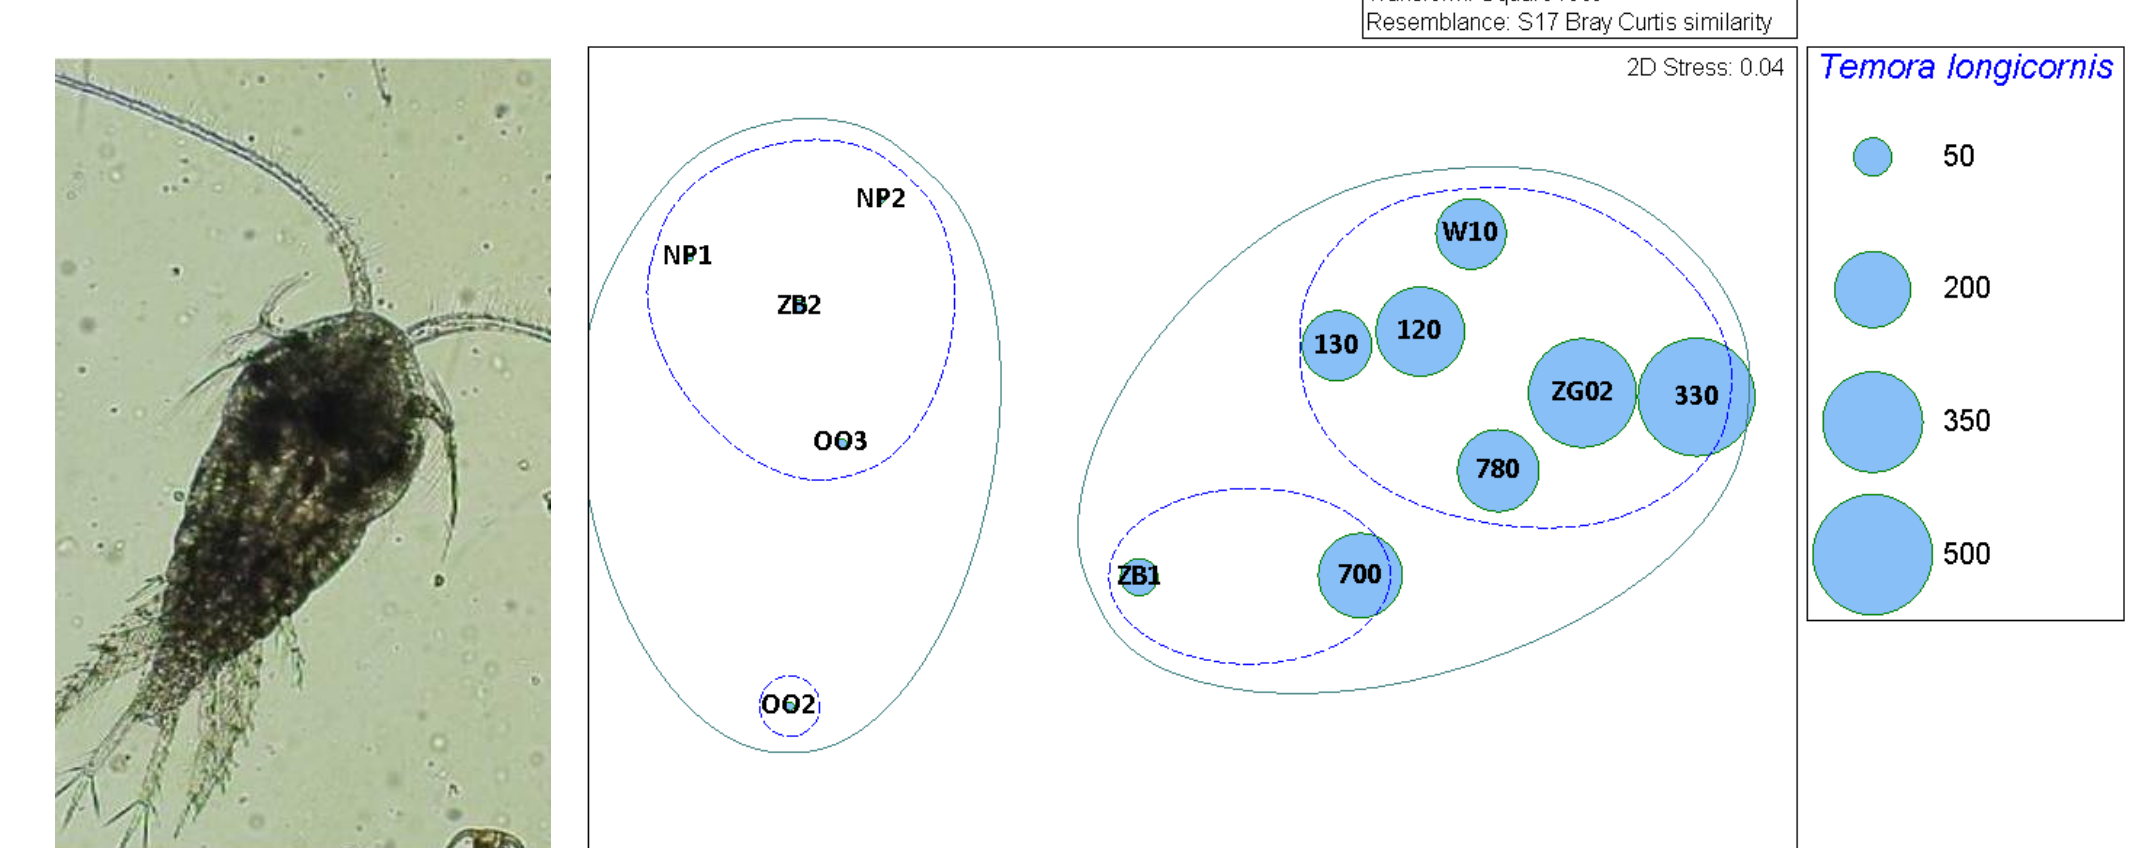 Resemblance: S17 Bray Curtis similarity
2D Stress: 0.04
Temora longicornis
50
200
350
500
NP2
NP1
ZB2
OO3
OO2
W10
130
120
ZG02
330
780
ZB1
700